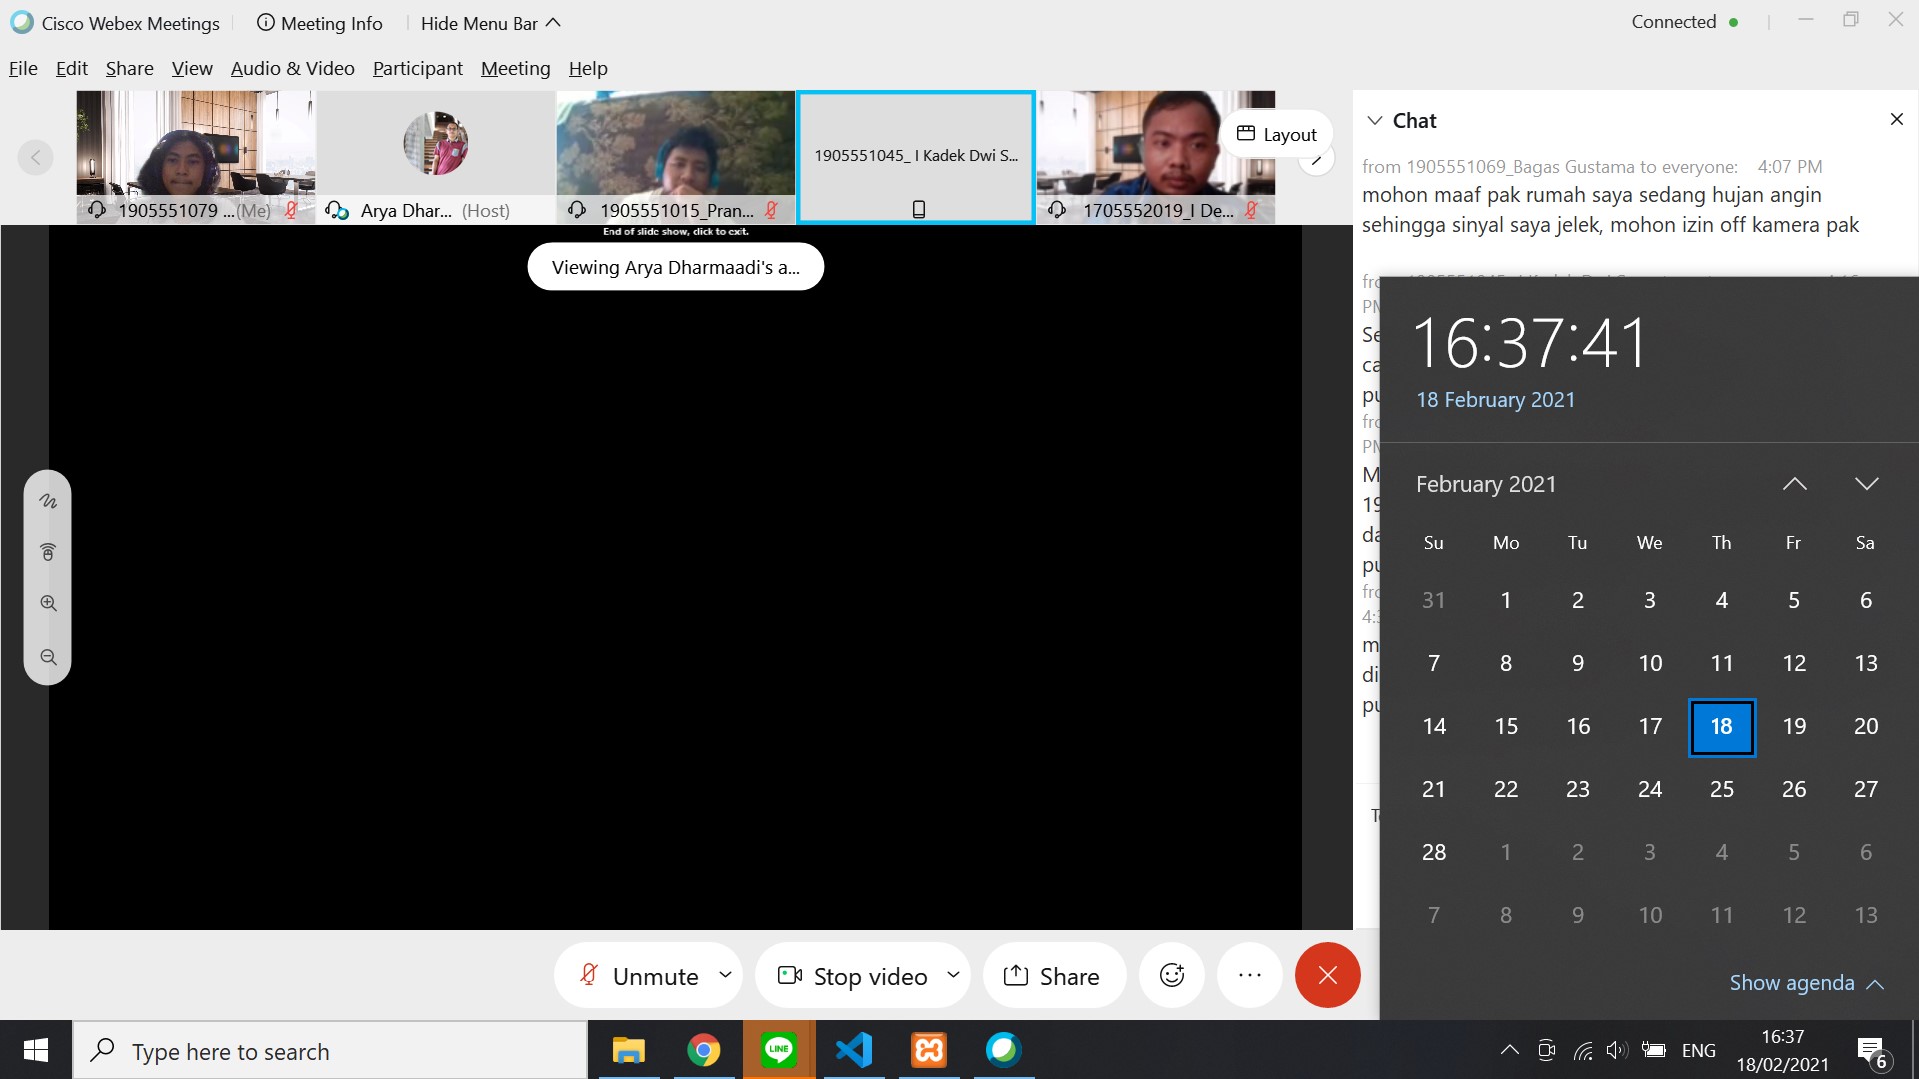 Cisco Webex Meetings
Meeting Info
Hide Menu Bar
Connected
File Edit Share View Audio & Video Participant Meeting Help
1905551079 ...(Me)
Arya Dhar... (Host)
1905551015_Pran...
1905551045_ I Kadek Dwi S...
1705552019_I De...
Layout
End of slide show, click to exit.
Viewing Arya Dharmaadi's a...
Chat
from 1905551069_Bagas Gustama to everyone: 4:07 PM
mohon maaf pak rumah saya sedang hujan angin
sehingga sinyal saya jelek, mohon izin off kamera pak
16:37:41
18 February 2021
February 2021
Su Mo Tu We Th Fr Sa
31 1 2 3 4 5 6
7 8 9 10 11 12 13
14 15 16 17 18 19 20
21 22 23 24 25 26 27
28 1 2 3 4 5 6
7 8 9 10 11 12 13
Show agenda
Unmute
Stop video
Share
Type here to search
LINE
ENG
16:37
18/02/2021
6